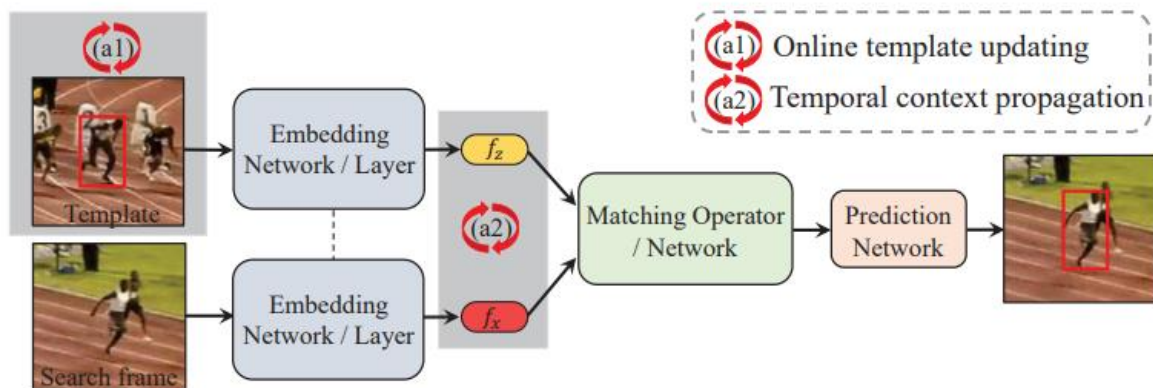 (a1)
Template
Search frame
Embedding
Network / Layer
Embedding
Network / Layer
f_z
(a2)
f_x
Matching Operator
/ Network
Prediction
Network
(a1) Online template updating
(a2) Temporal context propagation